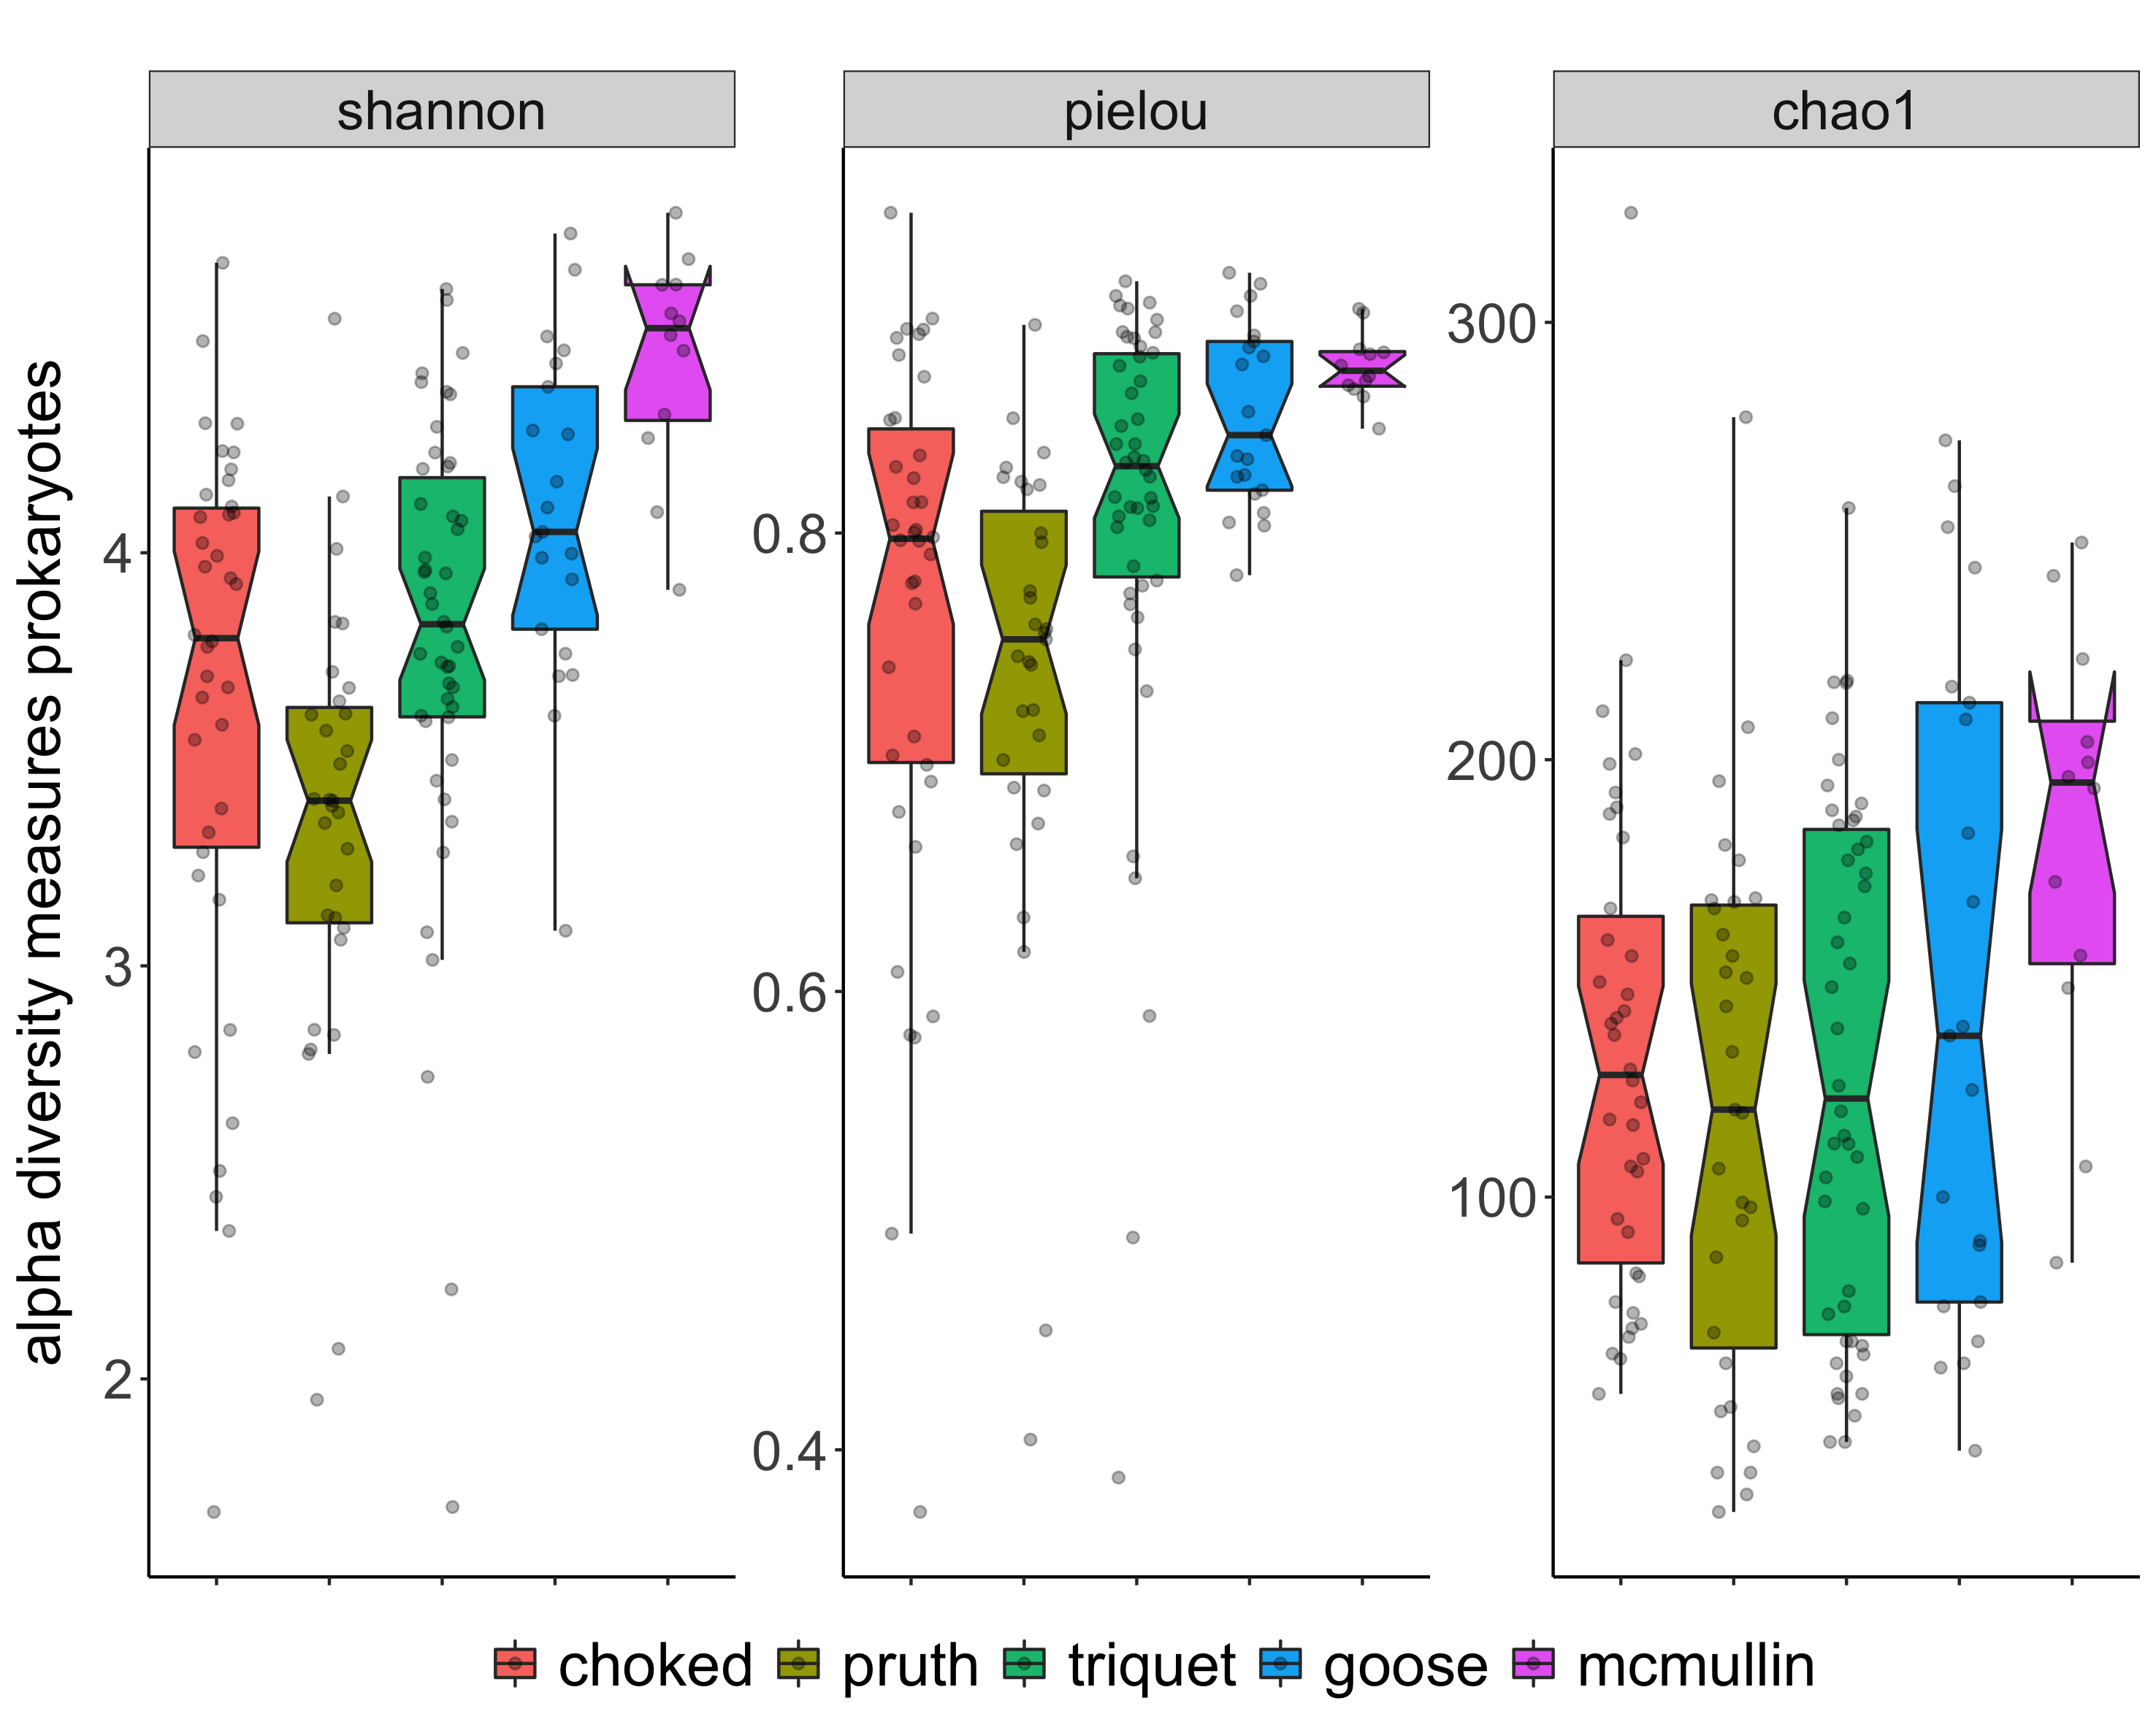 shannon
pielou
chao1
alpha diversity measures prokaryotes
4
3
2
0.8
0.6
0.4
300
200
100
choked pruth triquet goose mcmullin